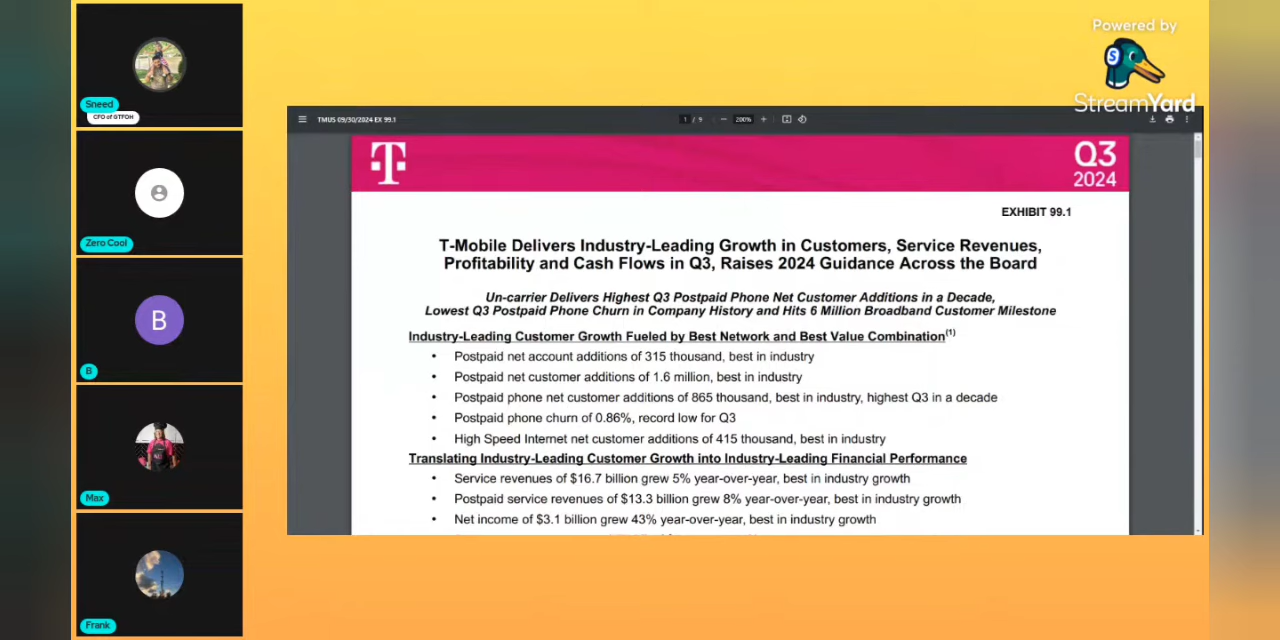 Sneed
CFO of GTFOH
Zero Cool
B
B
Max
Frank
Powered by
S
StreamYard
TMUS 09/30/2024 EX 99.1
1 / 9
200%
T
Q3
2024
EXHIBIT 99.1
T-Mobile Delivers Industry-Leading Growth in Customers, Service Revenues,
Profitability and Cash Flows in Q3, Raises 2024 Guidance Across the Board
Un-carrier Delivers Highest Q3 Postpaid Phone Net Customer Additions in a Decade,
Lowest Q3 Postpaid Phone Churn in Company History and Hits 6 Million Broadband Customer Milestone
Industry-Leading Customer Growth Fueled by Best Network and Best Value Combination(1)
• Postpaid net account additions of 315 thousand, best in industry
• Postpaid net customer additions of 1.6 million, best in industry
• Postpaid phone net customer additions of 865 thousand, best in industry, highest Q3 in a decade
• Postpaid phone churn of 0.86%, record low for Q3
• High Speed Internet net customer additions of 415 thousand, best in industry
Translating Industry-Leading Customer Growth into Industry-Leading Financial Performance
• Service revenues of $16.7 billion grew 5% year-over-year, best in industry growth
• Postpaid service revenues of $13.3 billion grew 8% year-over-year, best in industry growth
• Net income of $3.1 billion grew 43% year-over-year, best in industry growth